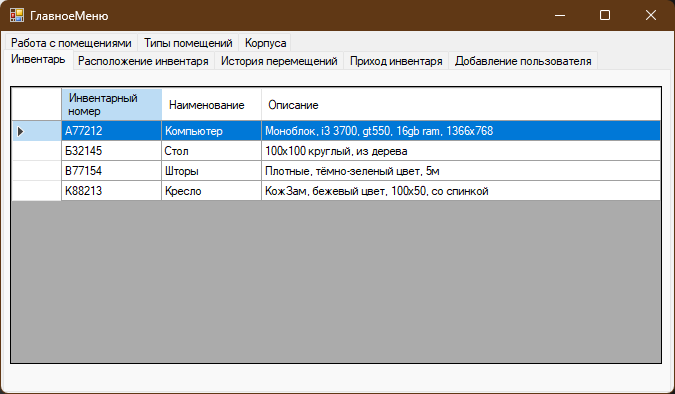 ГлавноеМеню
Работа с помещениями Типы помещений Корпуса
Инвентарь Расположение инвентаря История перемещений Приход инвентаря Добавление пользователя
Инвентарный номер Наименование Описание
А77212 Компьютер Моноблок, i3 3700, gt550, 16gb ram, 1366x768
Б32145 Стол 100x100 круглый, из дерева
В77154 Шторы Плотные, тёмно-зеленый цвет, 5м
К88213 Кресло КожЗам, бежевый цвет, 100x50, со спинкой